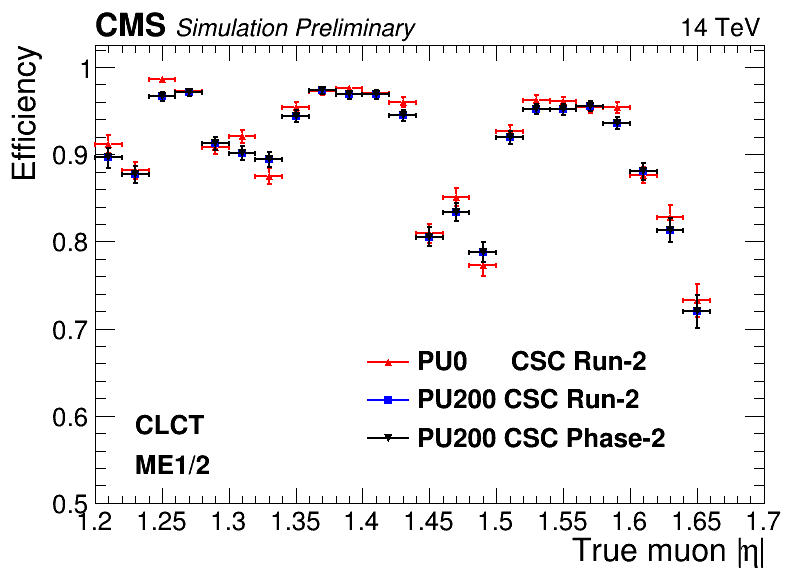 CMS Simulation Preliminary 14 TeV
Efficiency
1
0.9
0.8
0.7
0.6
0.5
PU0 CSC Run-2
PU200 CSC Run-2
PU200 CSC Phase-2
CLCT
ME1/2
1.2 1.25 1.3 1.35 1.4 1.45 1.5 1.55 1.6 1.65 1.7
True muon |η|